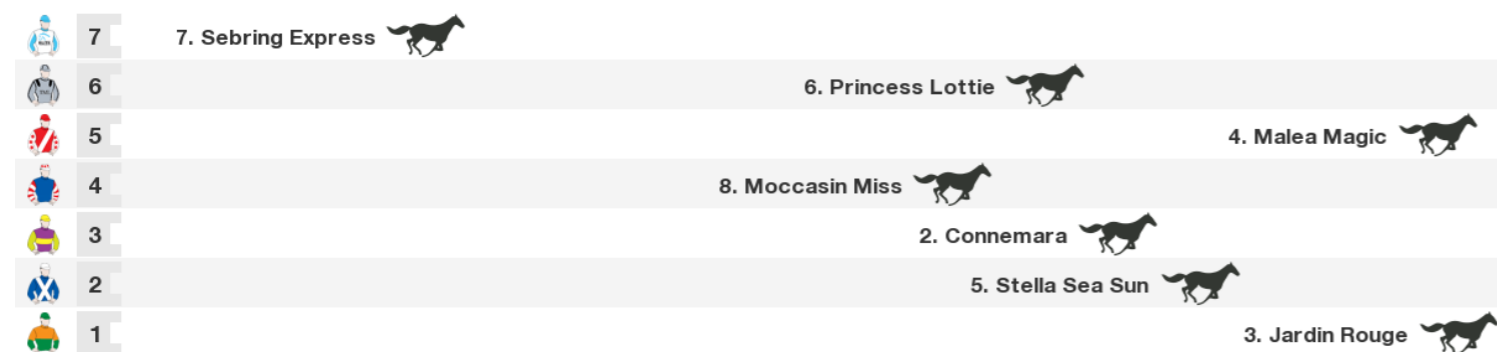 7 7. Sebring Express
6 6. Princess Lottie
5 4. Malea Magic
4 8. Moccasin Miss
3 2. Connemara
2 5. Stella Sea Sun
1 3. Jardin Rouge